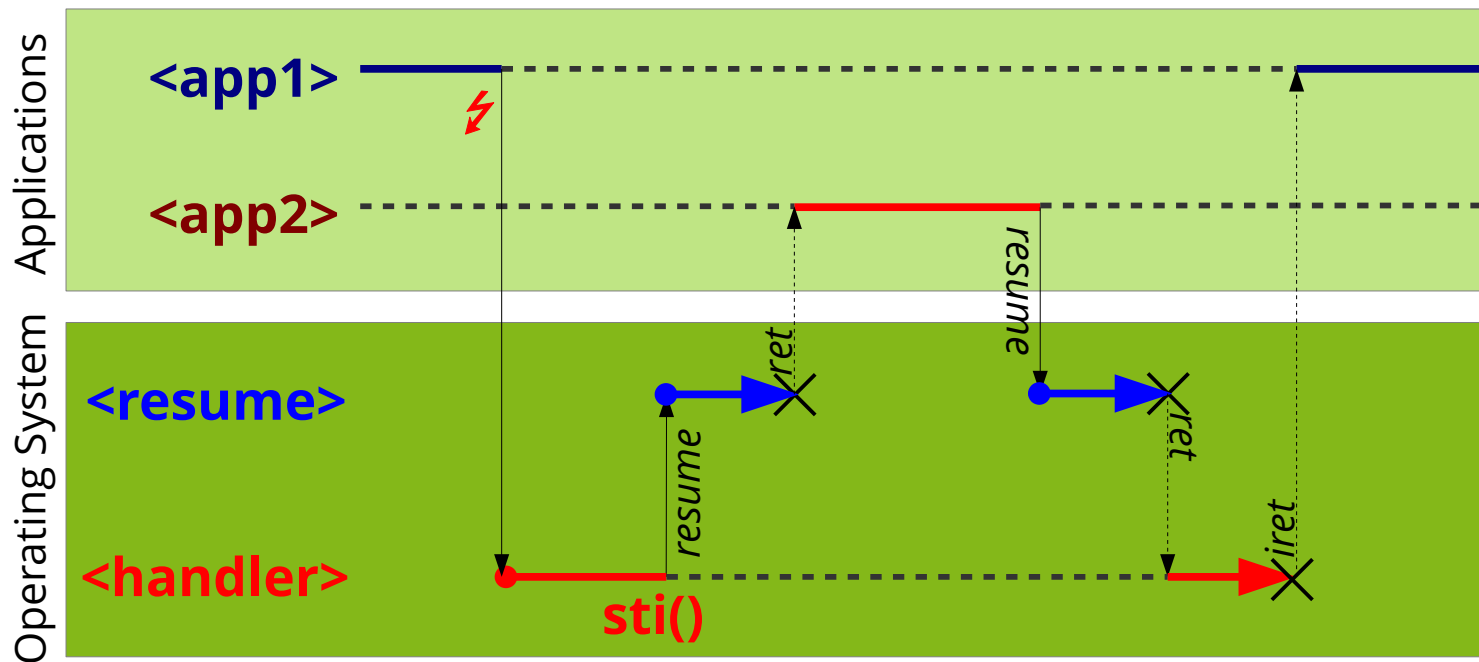 Applications
<app1>
<app2>
resume
ret
Operating System
<resume>
resume
ret
<handler>
sti()
iret